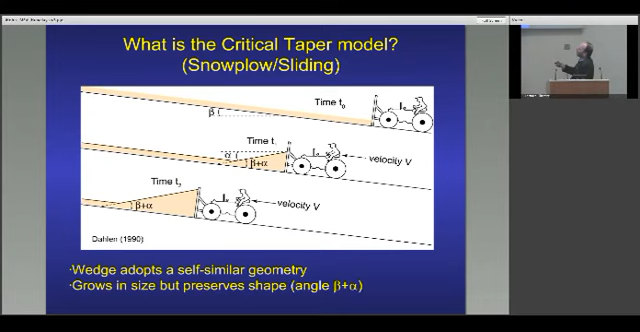 What is the Critical Taper model?
(Snowplow/Sliding)
Time t0
β
Time t
α
β+α
velocity V
Time t2
β+α
velocity V
Dahlen (1990)
·Wedge adopts a self-similar geometry
·Grows in size but preserves shape (angle β+α)